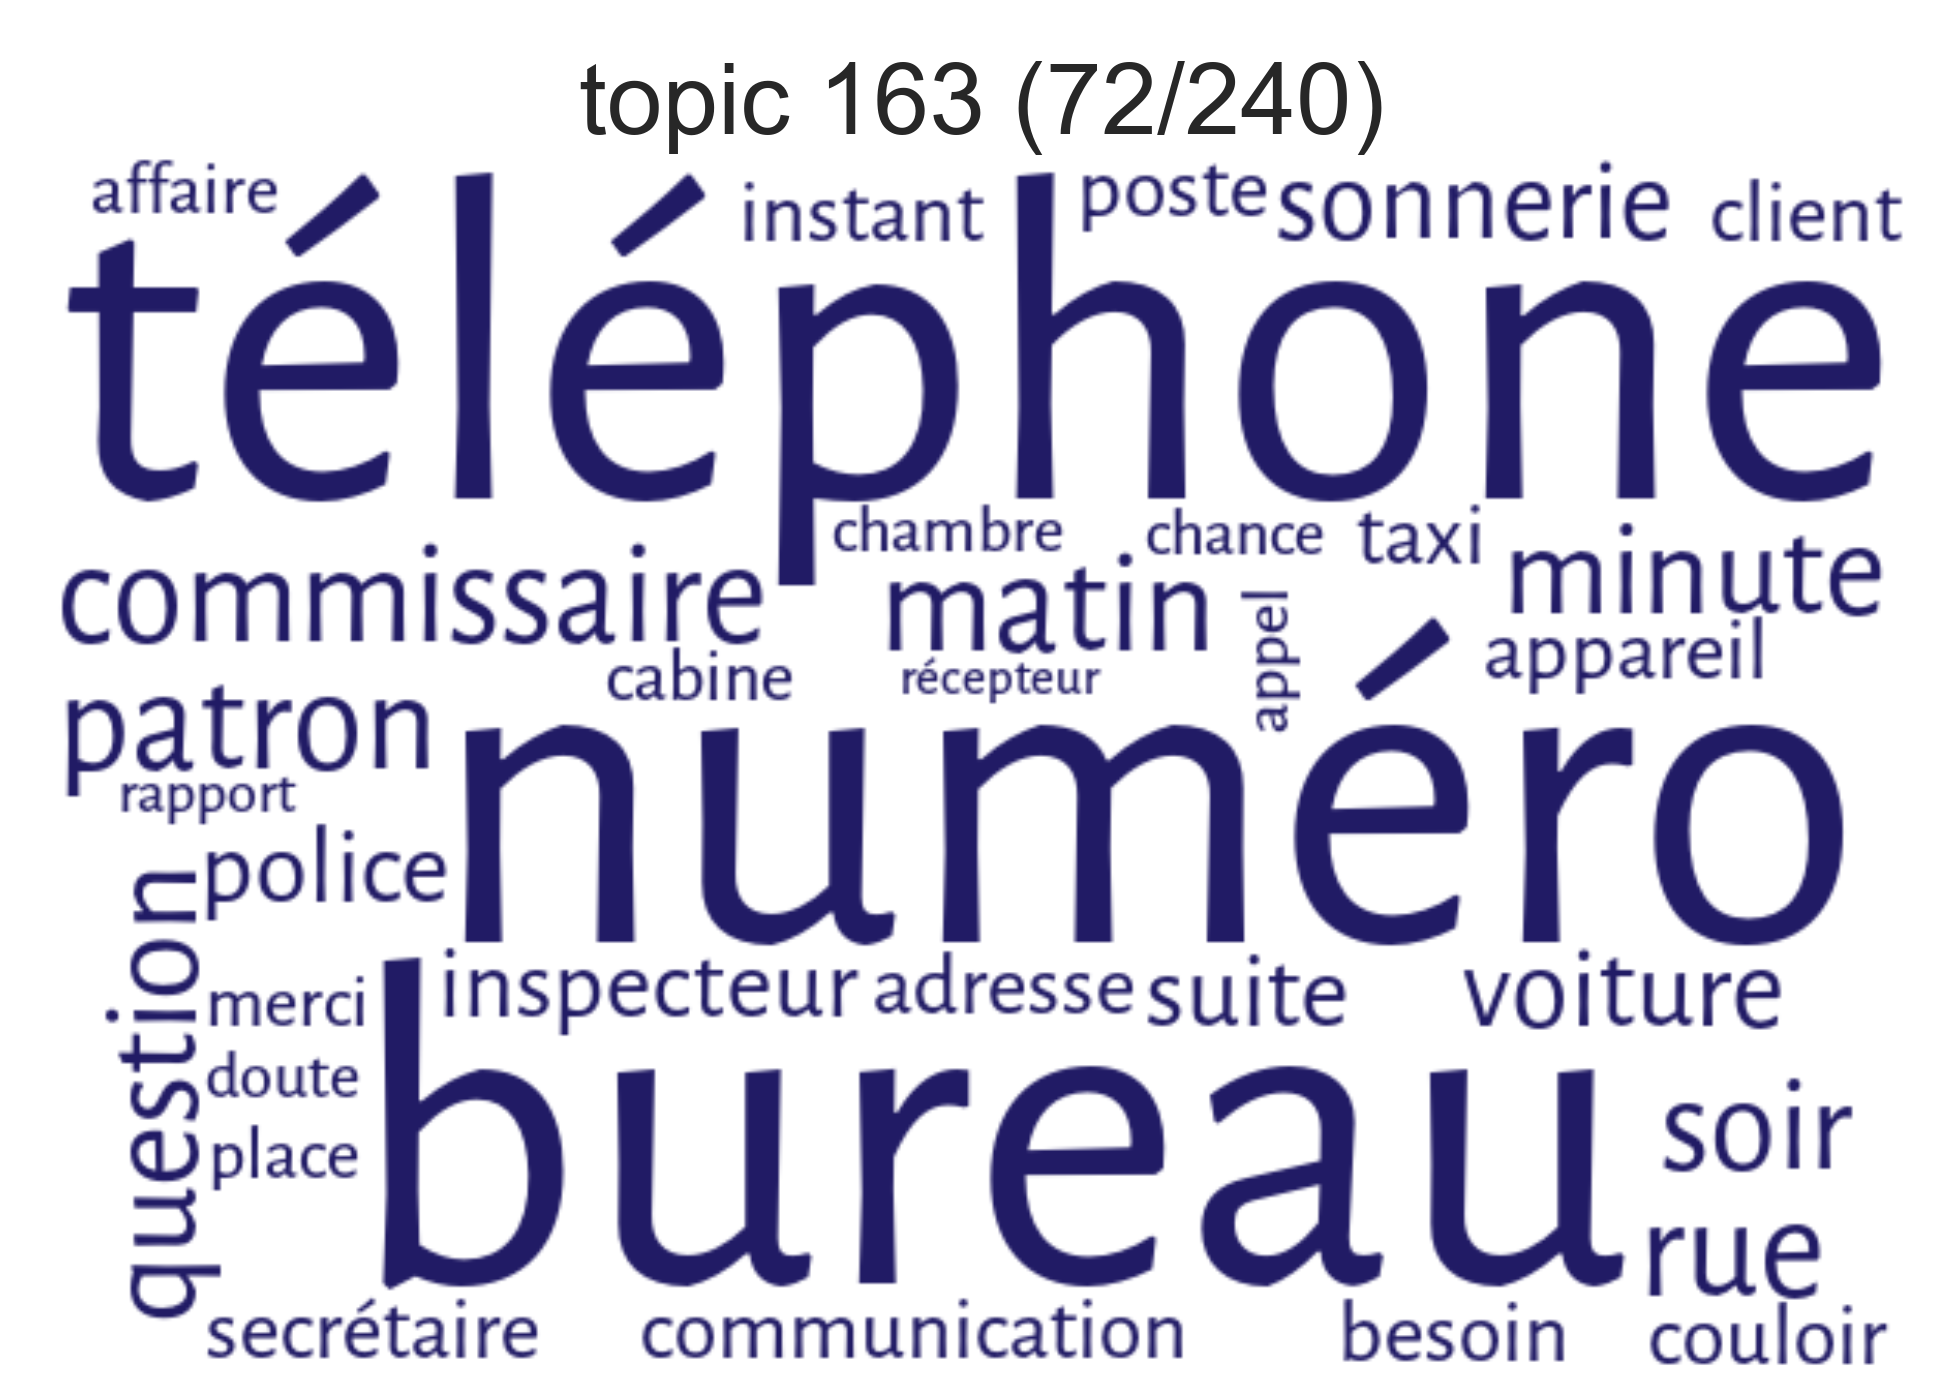 topic 163 (72/240)
affaire instant poste sonnerie client
téléphone
chambre chance taxi
commissaire matin appel minute
cabine récepteur appareil
patron
numéro
rapport
police
question
inspecteur adresse suite voiture
merci
doute
bureau
place
soir
rue
secrétaire communication besoin couloir